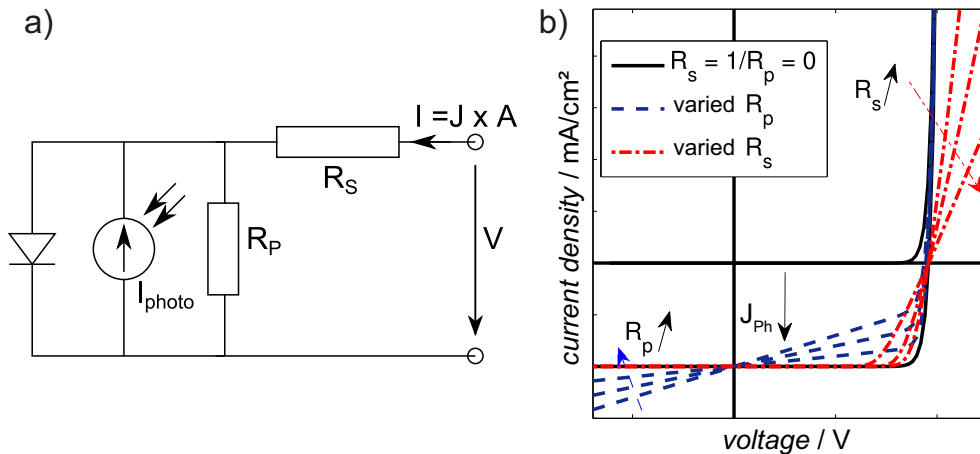 a)
I =J x A
R_S
R_P
V
I_photo
b)
current density / mA/cm²
R_s = 1/R_p = 0
varied R_p
varied R_s
R_s
J_Ph
R_p
voltage / V